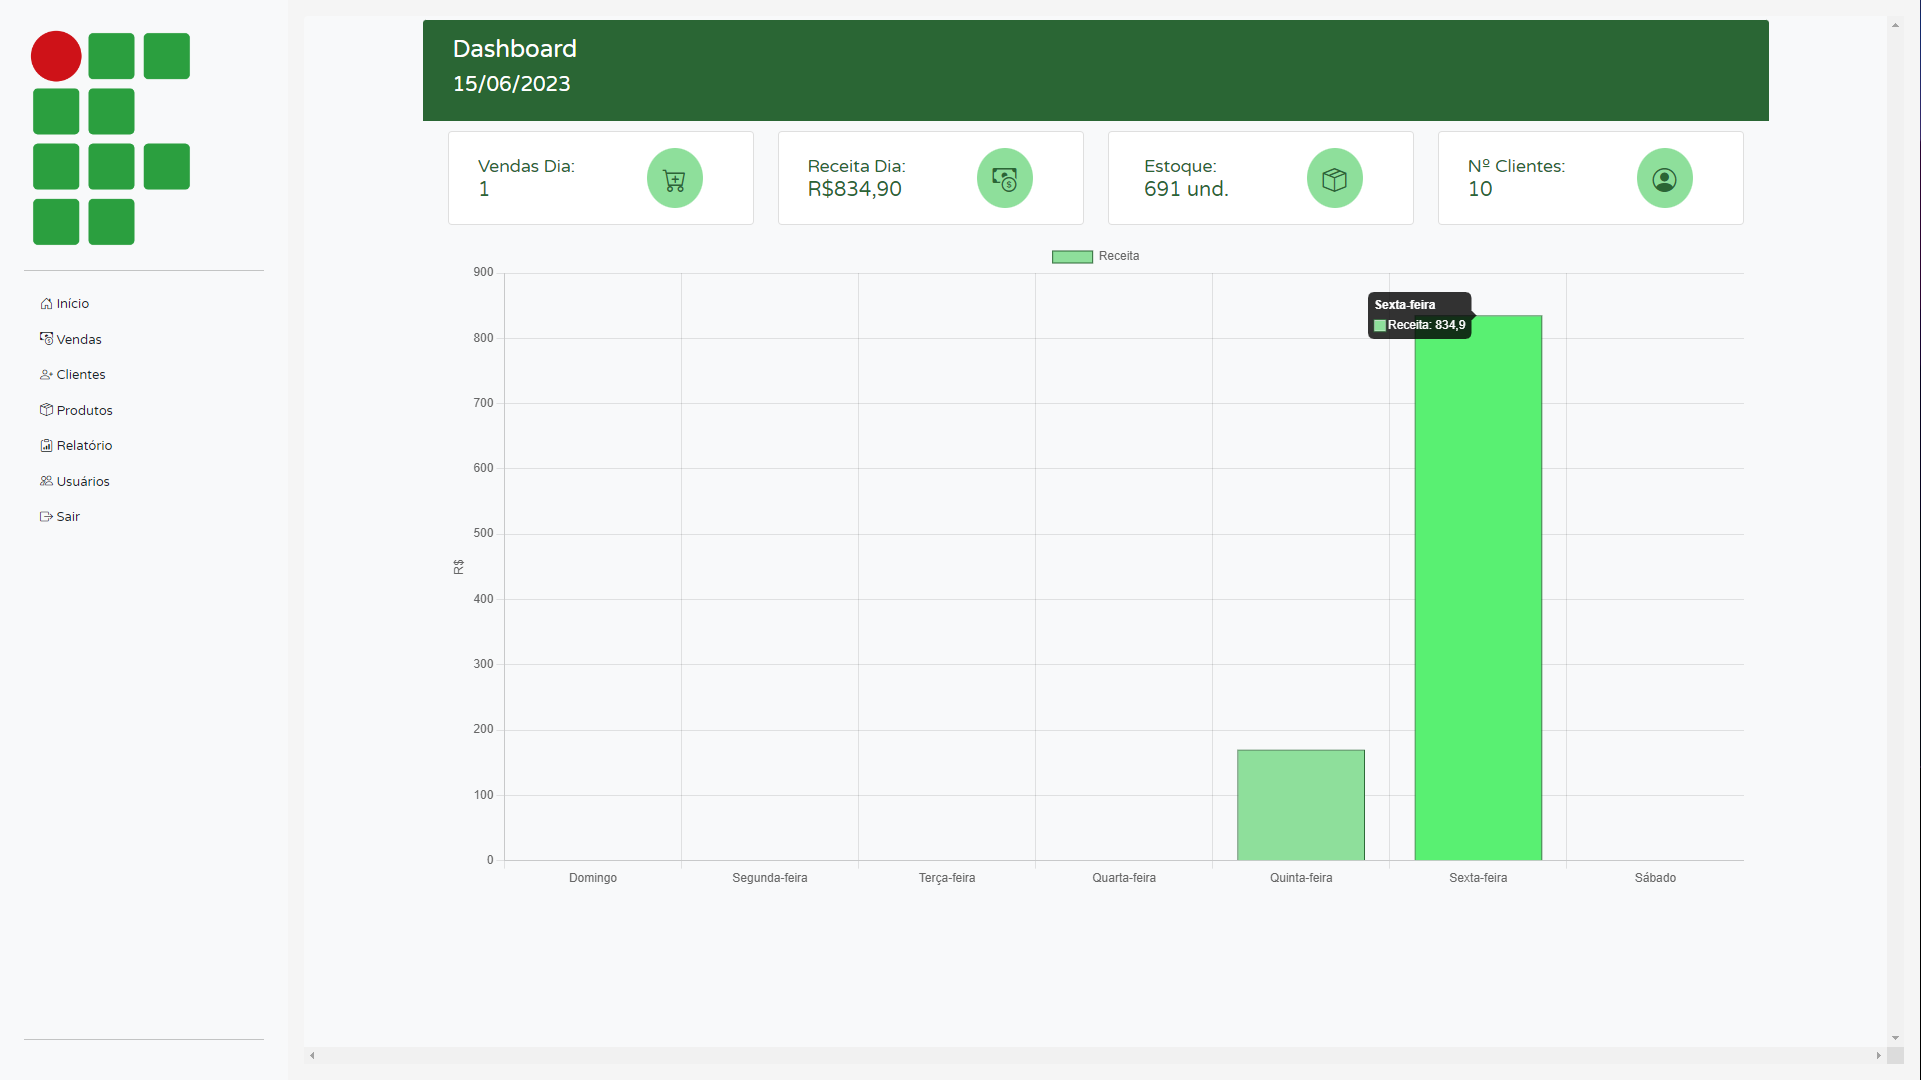 Início
Vendas
Clientes
Produtos
Relatório
Usuários
Sair
Dashboard
15/06/2023
Vendas Dia:
1
Receita Dia:
R$834,90
Estoque:
691 und.
Nº Clientes:
10
Receita
900
800
700
600
500
400
300
200
100
0
R$
Sexta-feira
Receita: 834,9
Domingo
Segunda-feira
Terça-feira
Quarta-feira
Quinta-feira
Sexta-feira
Sábado